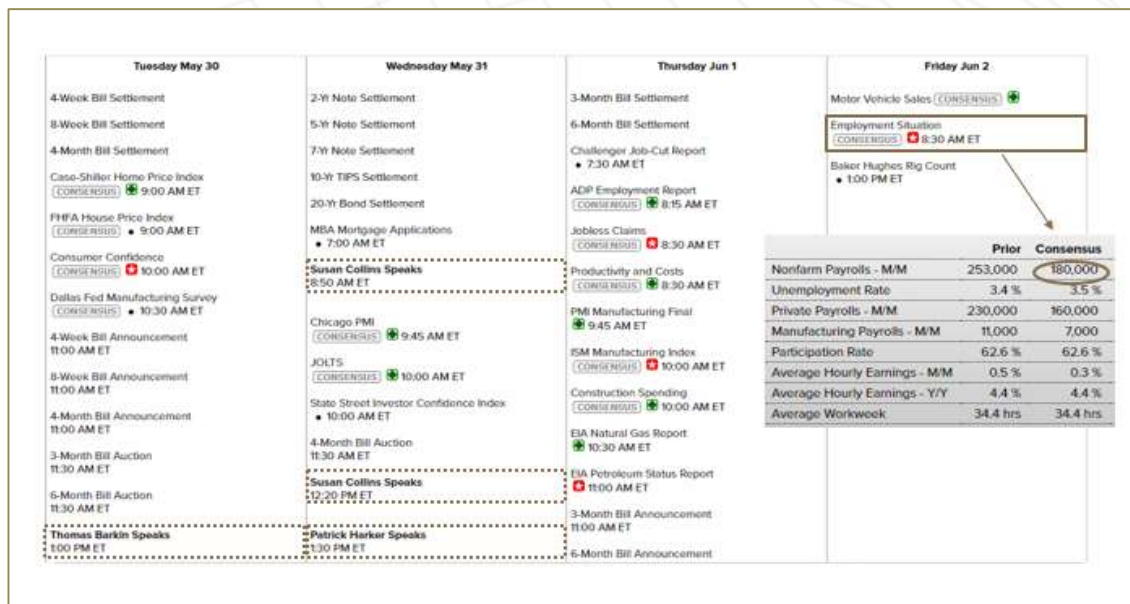 Tuesday May 30
4-Week Bill Settlement
8-Week Bill Settlement
4-Month Bill Settlement
Case-Shiller Home Price Index
CONSENSUS 9:00 AM ET
FHFA House Price Index
CONSENSUS • 9:00 AM ET
Consumer Confidence
CONSENSUS 10:00 AM ET
Dallas Fed Manufacturing Survey
CONSENSUS • 10:30 AM ET
4-Week Bill Announcement
11:00 AM ET
8-Week Bill Announcement
11:00 AM ET
4-Month Bill Announcement
11:00 AM ET
3-Month Bill Auction
11:30 AM ET
6-Month Bill Auction
11:30 AM ET
Thomas Barkin Speaks
1:00 PM ET
Wednesday May 31
2-Yr Note Settlement
5-Yr Note Settlement
7-Yr Note Settlement
10-Yr TIPS Settlement
20-Yr Bond Settlement
MBA Mortgage Applications
• 7:00 AM ET
Susan Collins Speaks
8:50 AM ET
Chicago PMI
CONSENSUS 9:45 AM ET
JOLTS
CONSENSUS 10:00 AM ET
State Street Investor Confidence Index
• 10:00 AM ET
4-Month Bill Auction
11:30 AM ET
Susan Collins Speaks
12:20 PM ET
Patrick Harker Speaks
1:30 PM ET
Thursday Jun 1
3-Month Bill Settlement
6-Month Bill Settlement
Challenger Job-Cut Report
• 7:30 AM ET
ADP Employment Report
CONSENSUS 8:15 AM ET
Jobless Claims
CONSENSUS 8:30 AM ET
Productivity and Costs
CONSENSUS 8:30 AM ET
PMI Manufacturing Final
9:45 AM ET
ISM Manufacturing Index
CONSENSUS 10:00 AM ET
Construction Spending
CONSENSUS 10:00 AM ET
EIA Natural Gas Report
10:30 AM ET
EIA Petroleum Status Report
11:00 AM ET
3-Month Bill Announcement
11:00 AM ET
6-Month Bill Announcement
Friday Jun 2
Motor Vehicle Sales CONSENSUS
Employment Situation
CONSENSUS 8:30 AM ET
Baker Hughes Rig Count
• 1:00 PM ET
Prior Consensus
Nonfarm Payrolls - M/M 253,000 180,000
Unemployment Rate 3.4 % 3.5 %
Private Payrolls - M/M 230,000 160,000
Manufacturing Payrolls - M/M 11,000 7,000
Participation Rate 62.6 % 62.6 %
Average Hourly Earnings - M/M 0.5 % 0.3 %
Average Hourly Earnings - Y/Y 4.4 % 4.4 %
Average Workweek 34.4 hrs 34.4 hrs